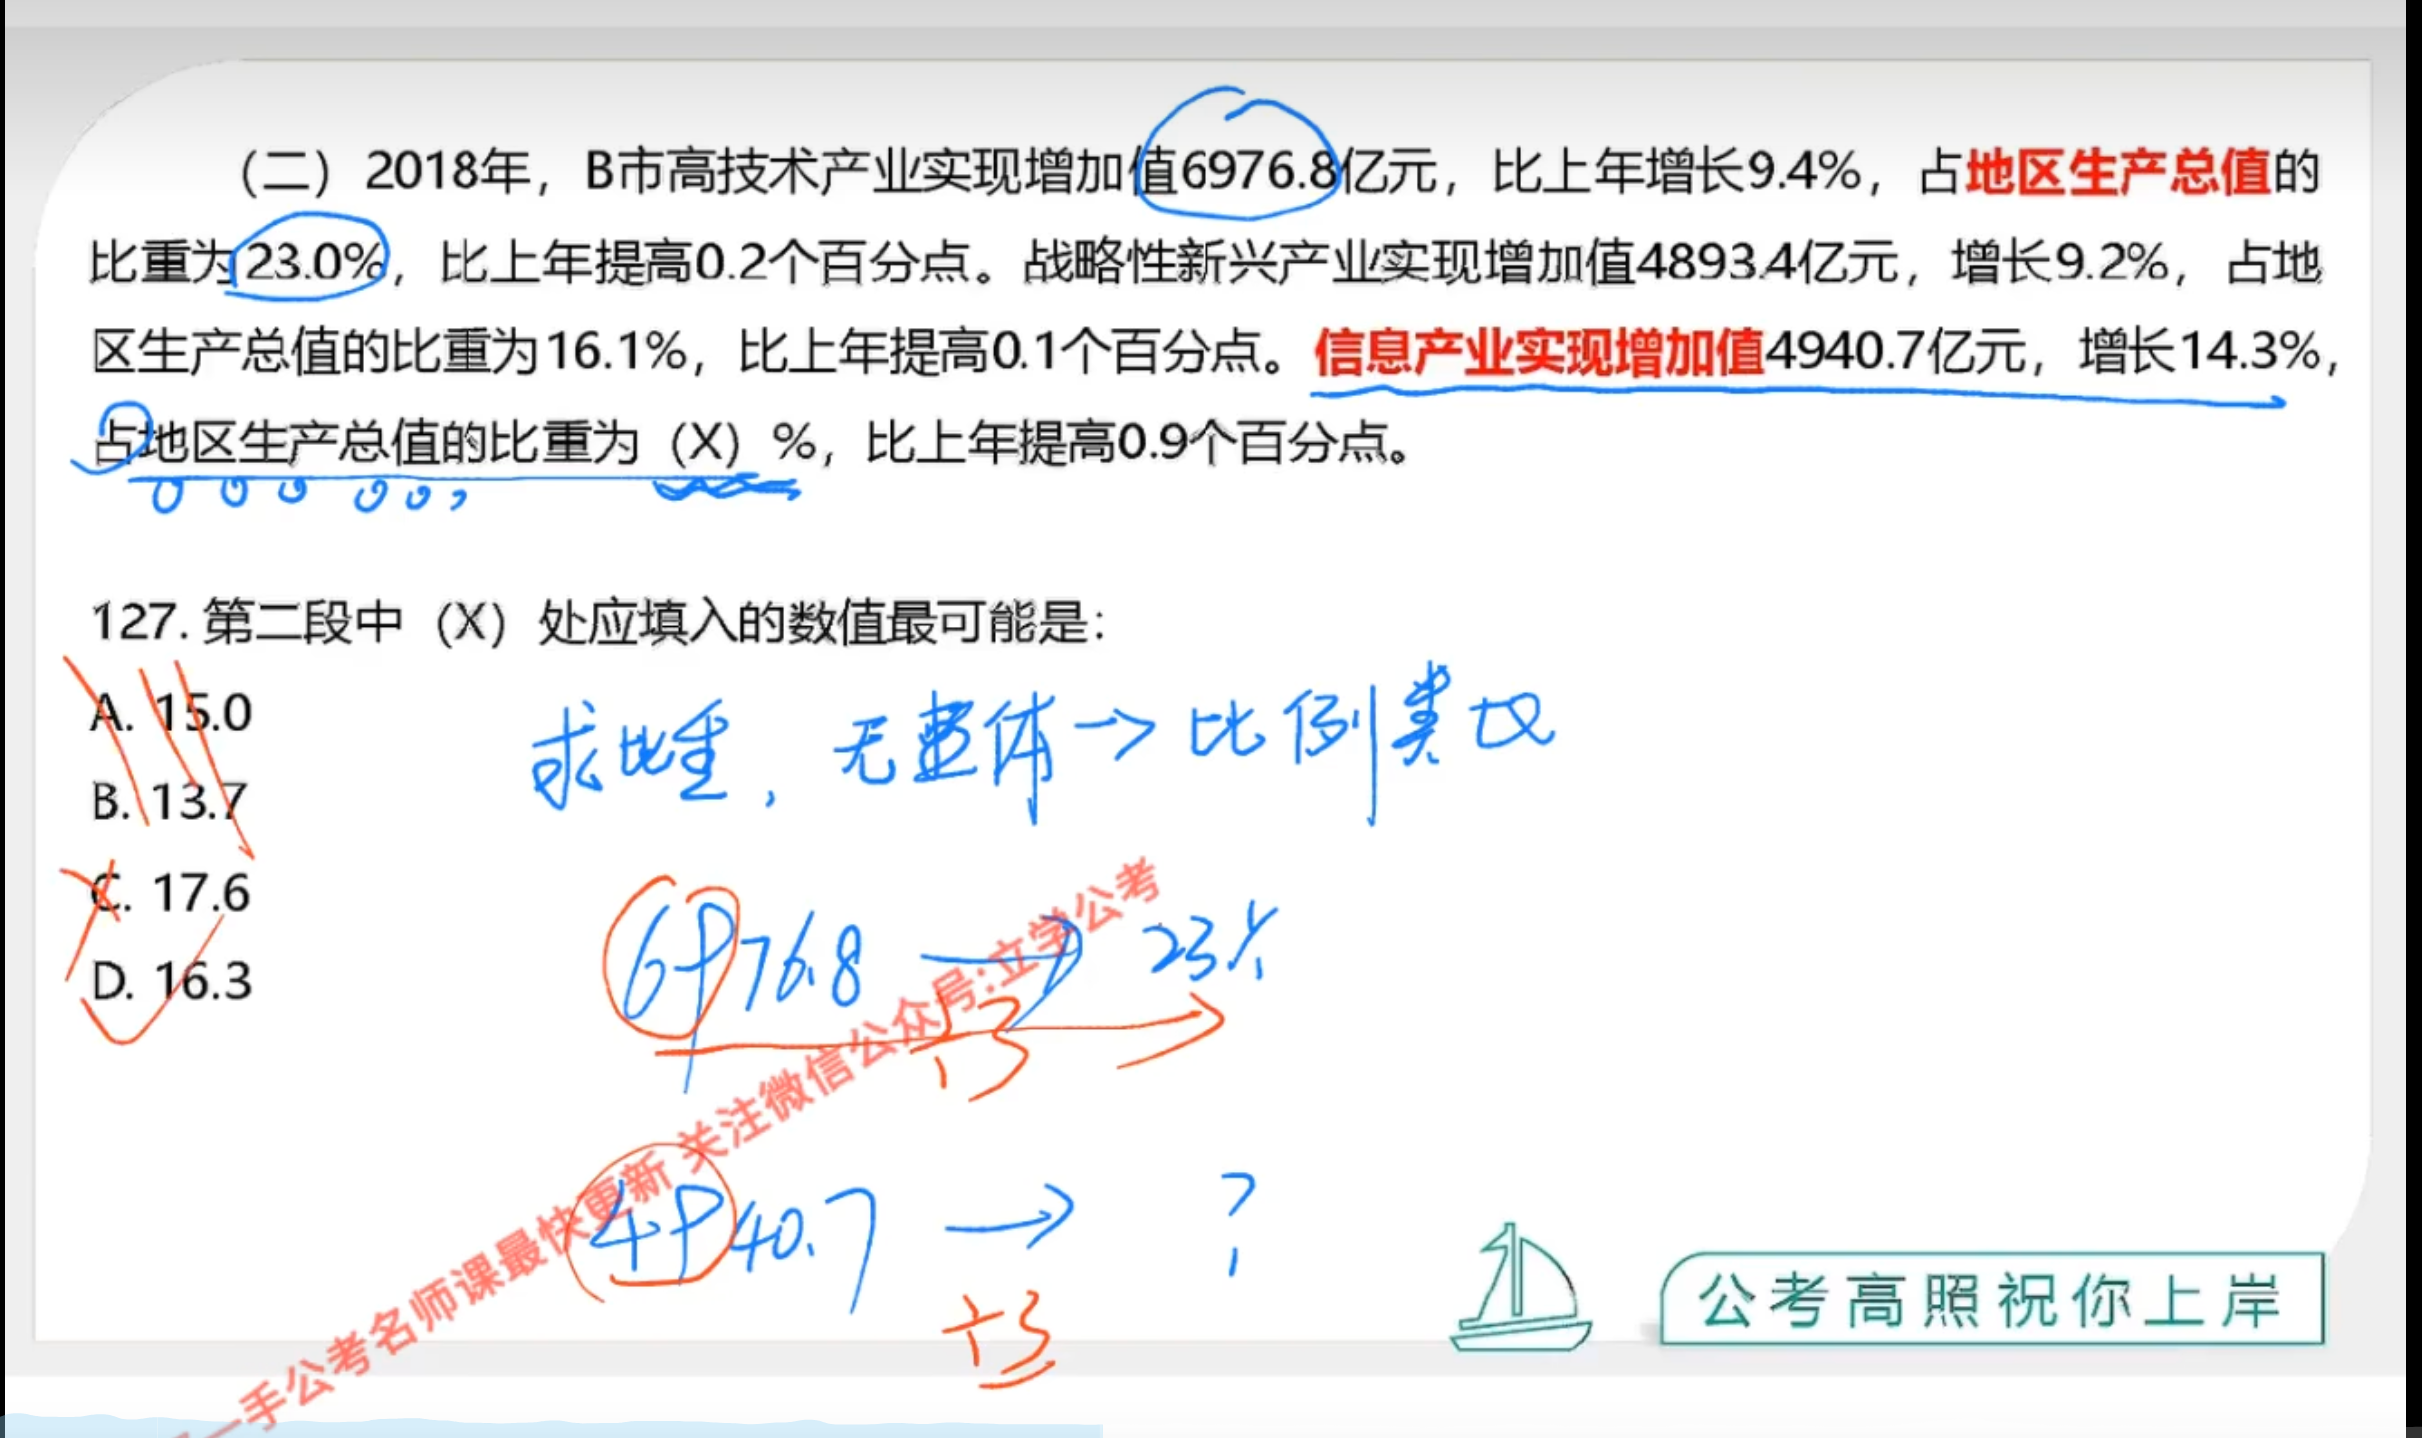 （二）2018年，B市高技术产业实现增加值6976.8亿元，比上年增长9.4%，占地区生产总值的
比重为23.0%，比上年提高0.2个百分点。战略性新兴产业实现增加值4893.4亿元，增长9.2%，占地
区生产总值的比重为16.1%，比上年提高0.1个百分点。信息产业实现增加值4940.7亿元，增长14.3%，
占地区生产总值的比重为（X）%，比上年提高0.9个百分点。
127. 第二段中（X）处应填入的数值最可能是：
A. 15.0
B. 13.7
C. 17.6
D. 16.3
求比重，无整体→比例类比
6976.8 → 23%
÷3
4940.7 → ?
÷3
一手公考名师课最快更新 关注微信公众号:立学公考
公考高照祝你上岸